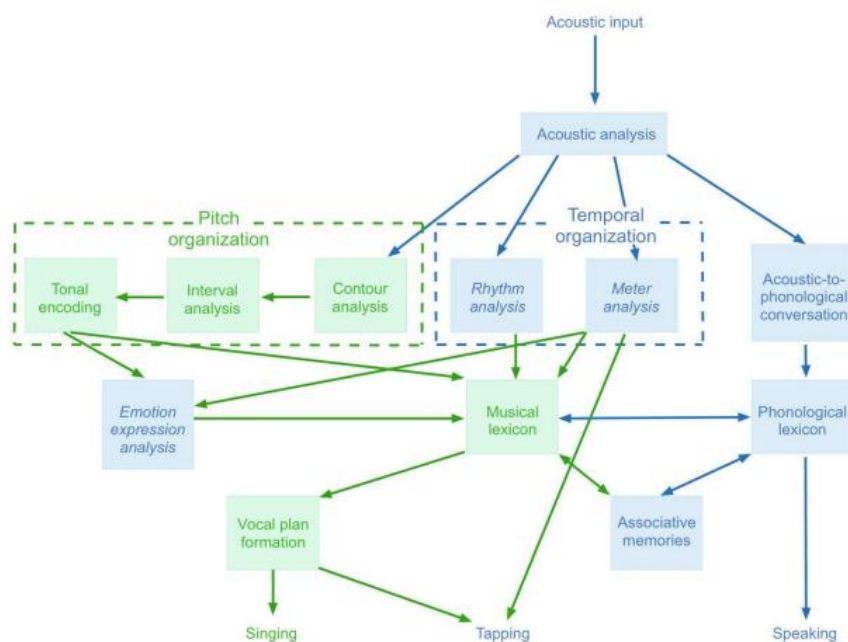 Acoustic input
Acoustic analysis
Pitch
organization
Temporal
organization
Tonal
encoding
Interval
analysis
Contour
analysis
Rhythm
analysis
Meter
analysis
Acoustic-to-
phonological
conversation
Emotion
expression
analysis
Musical
lexicon
Phonological
lexicon
Vocal plan
formation
Associative
memories
Singing
Tapping
Speaking